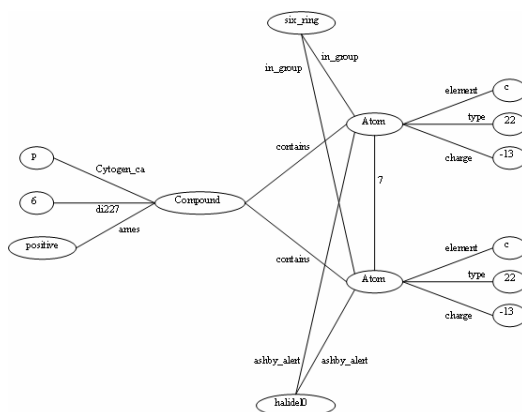 six_ring
in_group
in_group
element
c
Atom
type
22
contains
charge
-13
p
Cytogen_ca
7
6
di227
Compound
positive
ames
contains
element
c
Atom
type
22
charge
-13
ashby_alert
ashby_alert
halide10